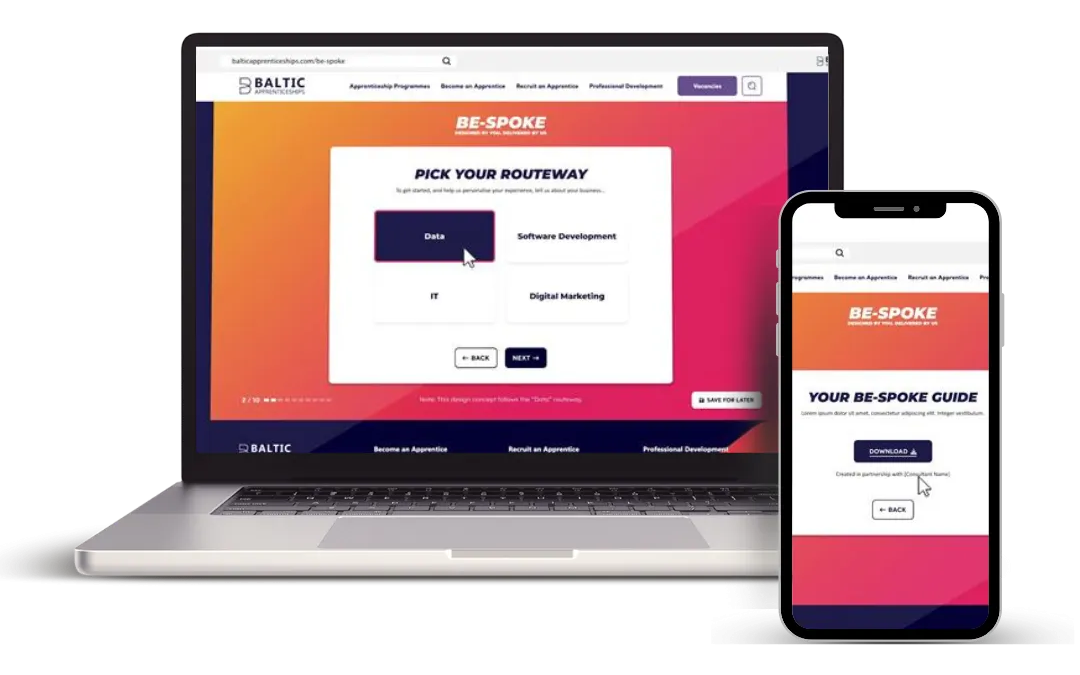 balticapprenticeships.com/be-spoke
BALTIC
APPRENTICESHIPS
Apprenticeship Programmes Become an Apprentice Recruit an Apprentice Professional Development Vacancies
BE-SPOKE
DESIGNED BY YOU, DELIVERED BY US
PICK YOUR ROUTEWAY
To get started, and help us personalise your experience, tell us about your business...
Data Software Development
IT Digital Marketing
← BACK NEXT →
2 / 10
Note: This design concept follows the "Data" routeway.
SAVE FOR LATER
BALTIC Become an Apprentice Recruit an Apprentice Professional Development
rogrammes Become an Apprentice Recruit an Apprentice Pro
BE-SPOKE
DESIGNED BY YOU, DELIVERED BY US
YOUR BE-SPOKE GUIDE
Lorem ipsum dolor sit amet, consectetur adipiscing elit. Integer vestibulum.
DOWNLOAD
Created in partnership with [Consultant Name]
← BACK